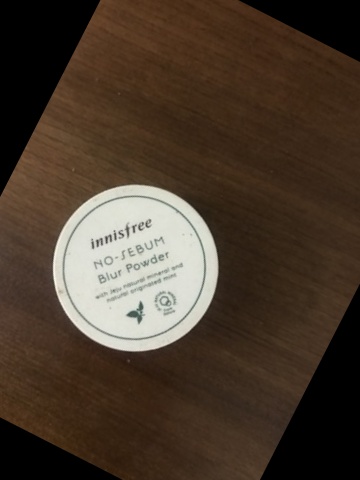 innisfree
NO-SEBUM
Blur Powder
with Jeju natural mineral and
natural originated mint